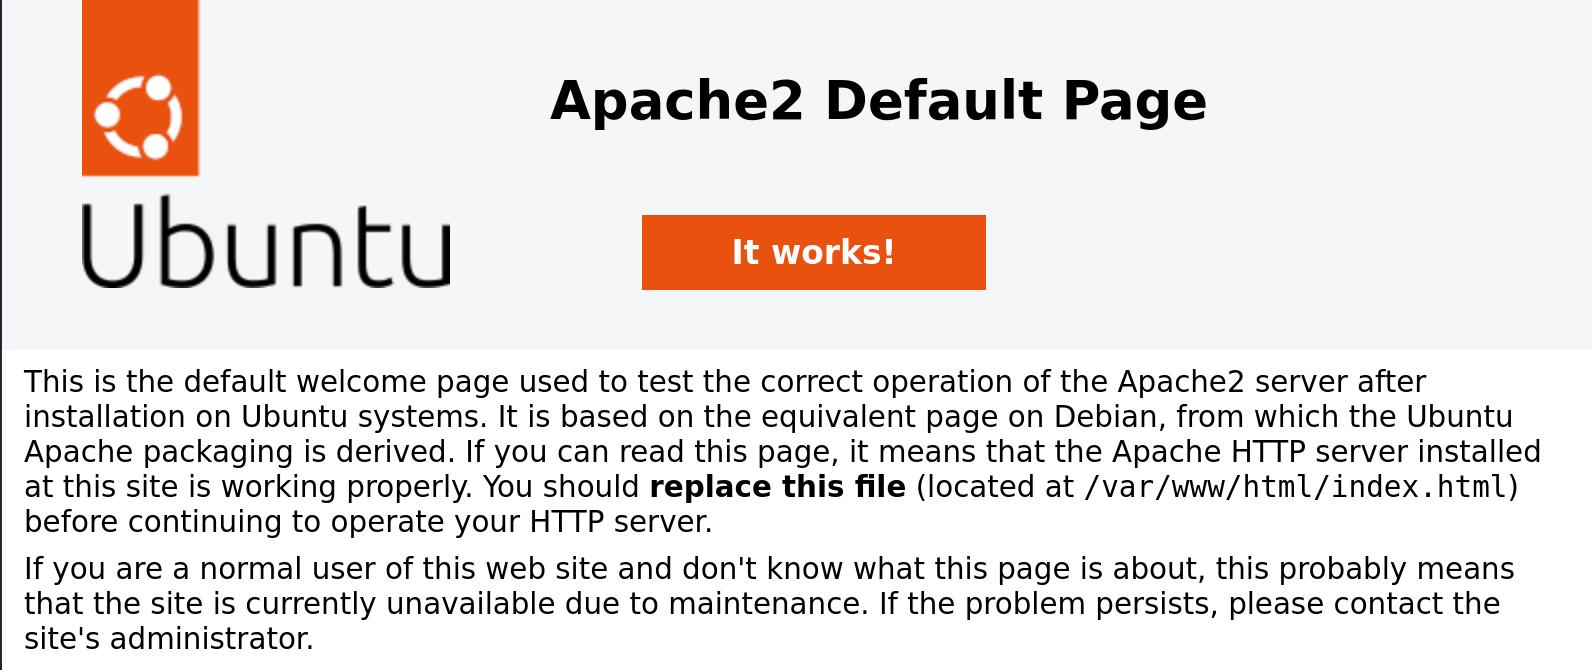 Apache2 Default Page
Ubuntu
It works!
This is the default welcome page used to test the correct operation of the Apache2 server after
installation on Ubuntu systems. It is based on the equivalent page on Debian, from which the Ubuntu
Apache packaging is derived. If you can read this page, it means that the Apache HTTP server installed
at this site is working properly. You should replace this file (located at /var/www/html/index.html)
before continuing to operate your HTTP server.
If you are a normal user of this web site and don't know what this page is about, this probably means
that the site is currently unavailable due to maintenance. If the problem persists, please contact the
site's administrator.